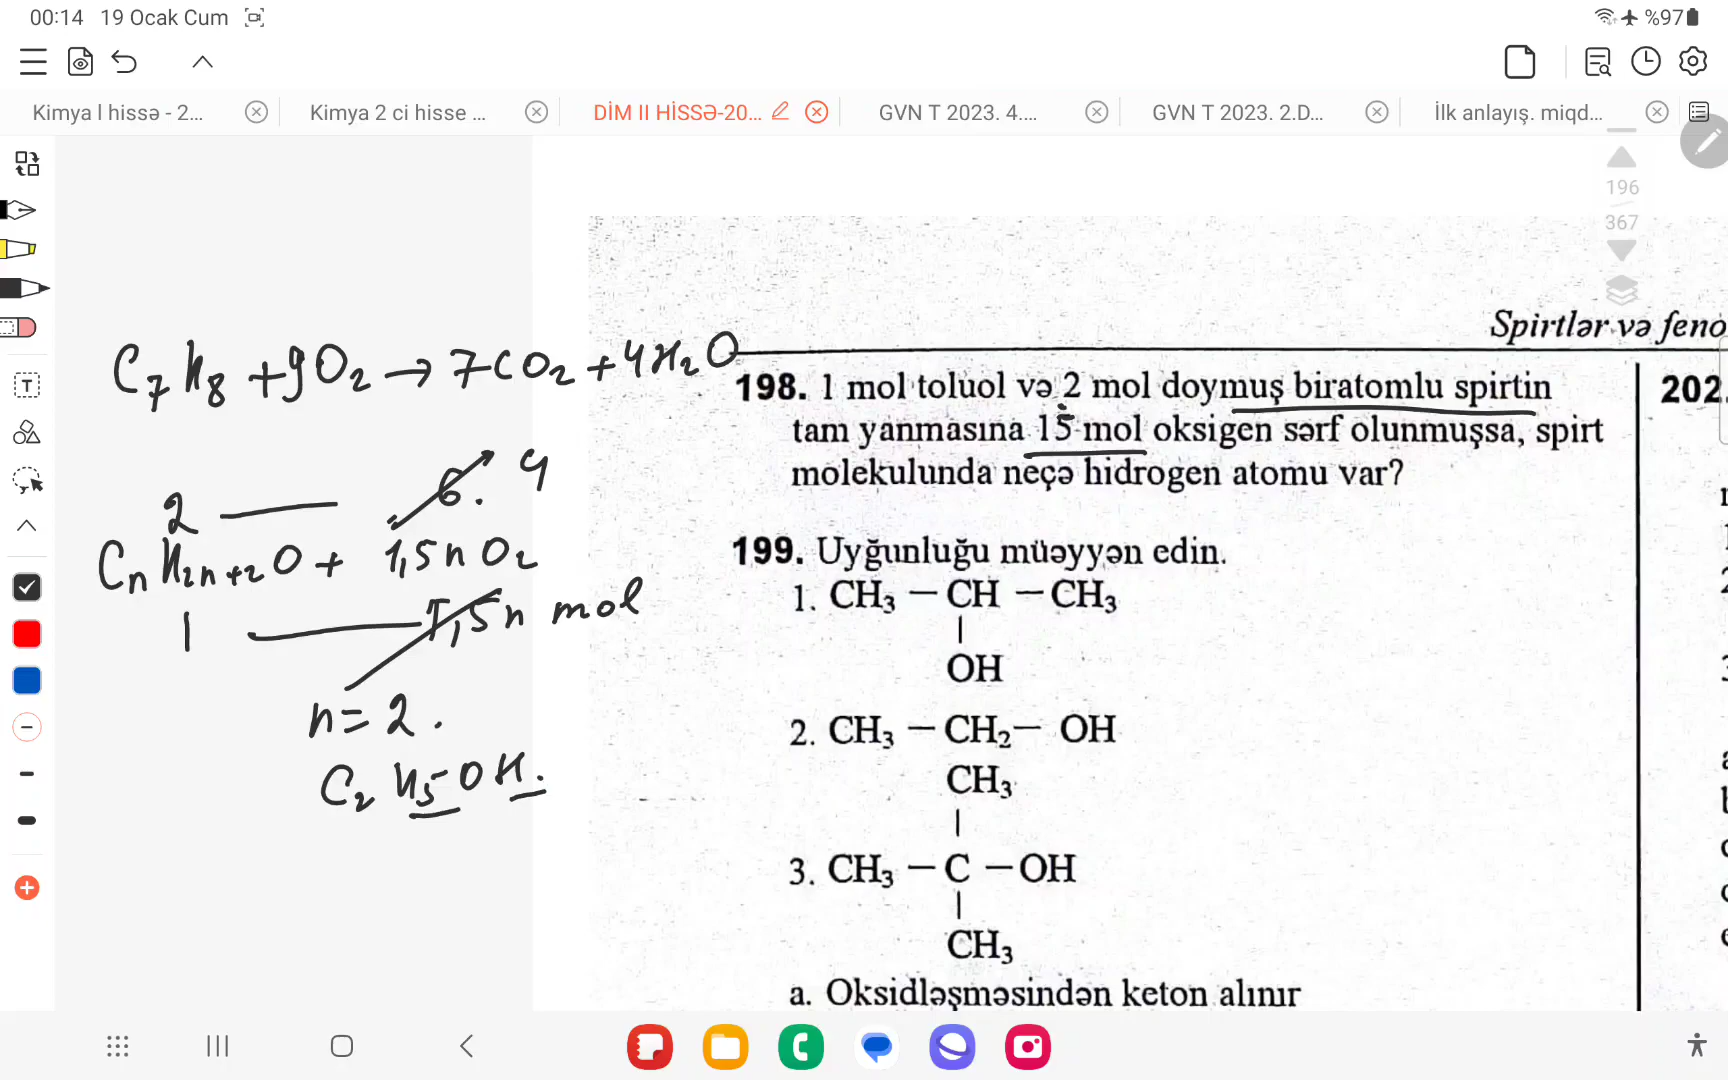 00:14 19 Ocak Cum
%97
Kimya I hissə - 2...
Kimya 2 ci hisse ...
DİM II HİSSƏ-20...
GVN T 2023. 4....
GVN T 2023. 2.D...
İlk anlayış. miqd...
196
367
T
Spirtlər və feno
C₇H₈ + 9O₂ → 7CO₂ + 4H₂O
198. 1 mol toluol və 2 mol doymuş biratomlu spirtin
tam yanmasına 15 mol oksigen sərf olunmuşsa, spirt
molekulunda neçə hidrogen atomu var?
202.
2 — 6.
CₙH₂ₙ₊₂O + 1,5n O₂
1 — 1,5n mol
n = 2.
C₂H₅OH.
199. Uyğunluğu müəyyən edin.
1. CH₃ — CH — CH₃
|
OH
2. CH₃ — CH₂ — OH
CH₃
|
3. CH₃ — C — OH
|
CH₃
a. Oksidləşməsindən keton alınır